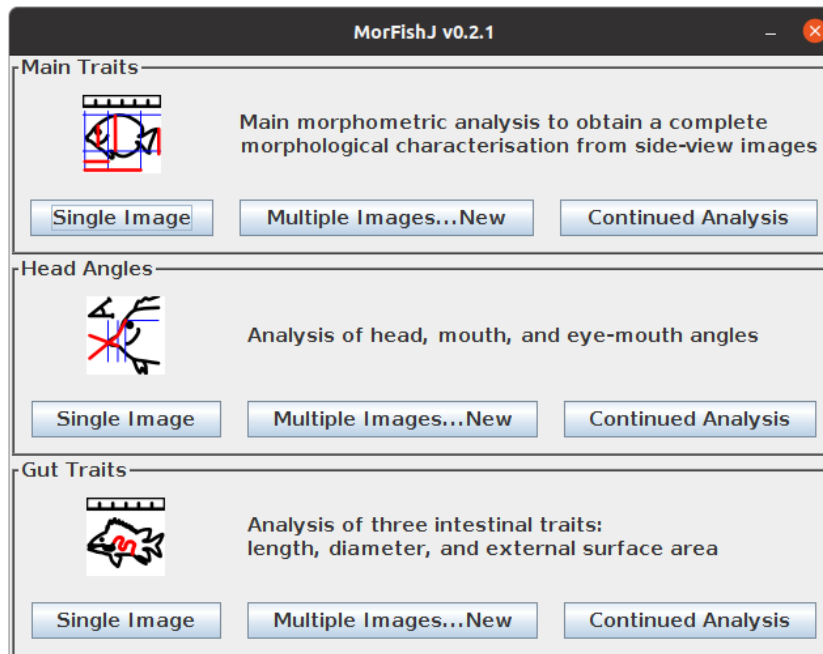 MorFishJ v0.2.1
Main Traits
Main morphometric analysis to obtain a complete
morphological characterisation from side-view images
Single Image
Multiple Images...New
Continued Analysis
Head Angles
Analysis of head, mouth, and eye-mouth angles
Single Image
Multiple Images...New
Continued Analysis
Gut Traits
Analysis of three intestinal traits:
length, diameter, and external surface area
Single Image
Multiple Images...New
Continued Analysis